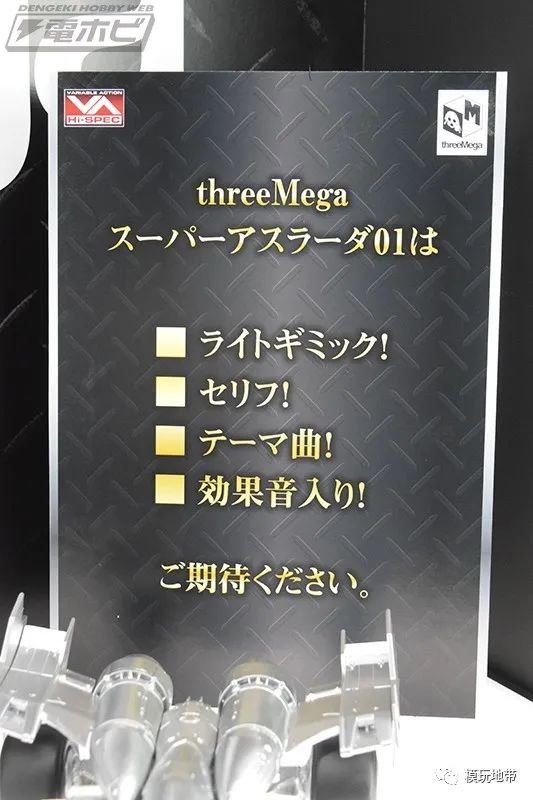 DENGEKI HOBBY WEB
電ホビ
VARIABLE ACTION
VA
Hi-SPEC
M
threeMega
threeMega
スーパーアスラーダ01は
■ ライトギミック!
■ セリフ!
■ テーマ曲!
■ 効果音入り!
ご期待ください。
模玩地带